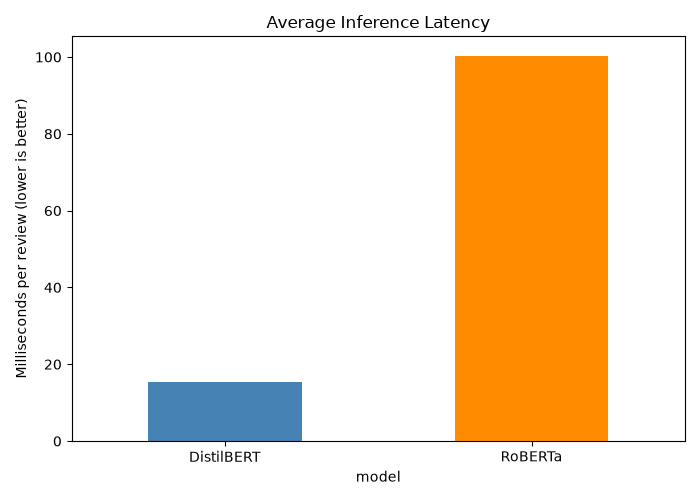 Average Inference Latency
Milliseconds per review (lower is better)
100
80
60
40
20
0
DistilBERT
RoBERTa
model